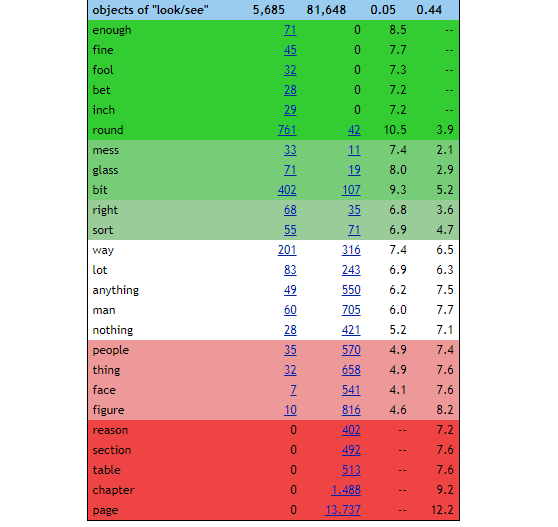 objects of "look/see" 5,685 81,648 0.05 0.44
enough 71 0 8.5 --
fine 45 0 7.7 --
fool 32 0 7.3 --
bet 28 0 7.2 --
inch 29 0 7.2 --
round 761 42 10.5 3.9
mess 33 11 7.4 2.1
glass 71 19 8.0 2.9
bit 402 107 9.3 5.2
right 68 35 6.8 3.6
sort 55 71 6.9 4.7
way 201 316 7.4 6.5
lot 83 243 6.9 6.3
anything 49 550 6.2 7.5
man 60 705 6.0 7.7
nothing 28 421 5.2 7.1
people 35 570 4.9 7.4
thing 32 658 4.9 7.6
face 7 541 4.1 7.6
figure 10 816 4.6 8.2
reason 0 402 -- 7.2
section 0 492 -- 7.6
table 0 513 -- 7.6
chapter 0 1,488 -- 9.2
page 0 13,737 -- 12.2